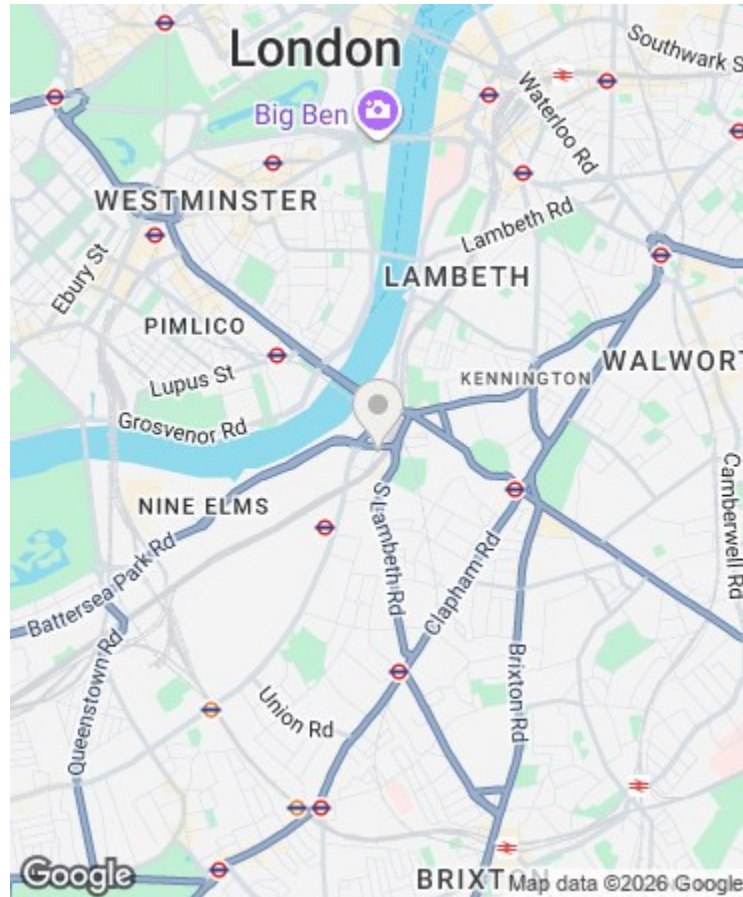 London
Southwark S
Big Ben
Waterloo Rd
WESTMINSTER
Lambeth Rd
Ebury St
LAMBETH
PIMLICO
Lupus St
KENNINGTON
WALWORT
Grosvenor Rd
NINE ELMS
S Lambeth Rd
Clapham Rd
Camberwell Rd
Battersea Park Rd
Queenstown Rd
Union Rd
Brixton Rd
Google
BRIXT
Map data ©2026 Google